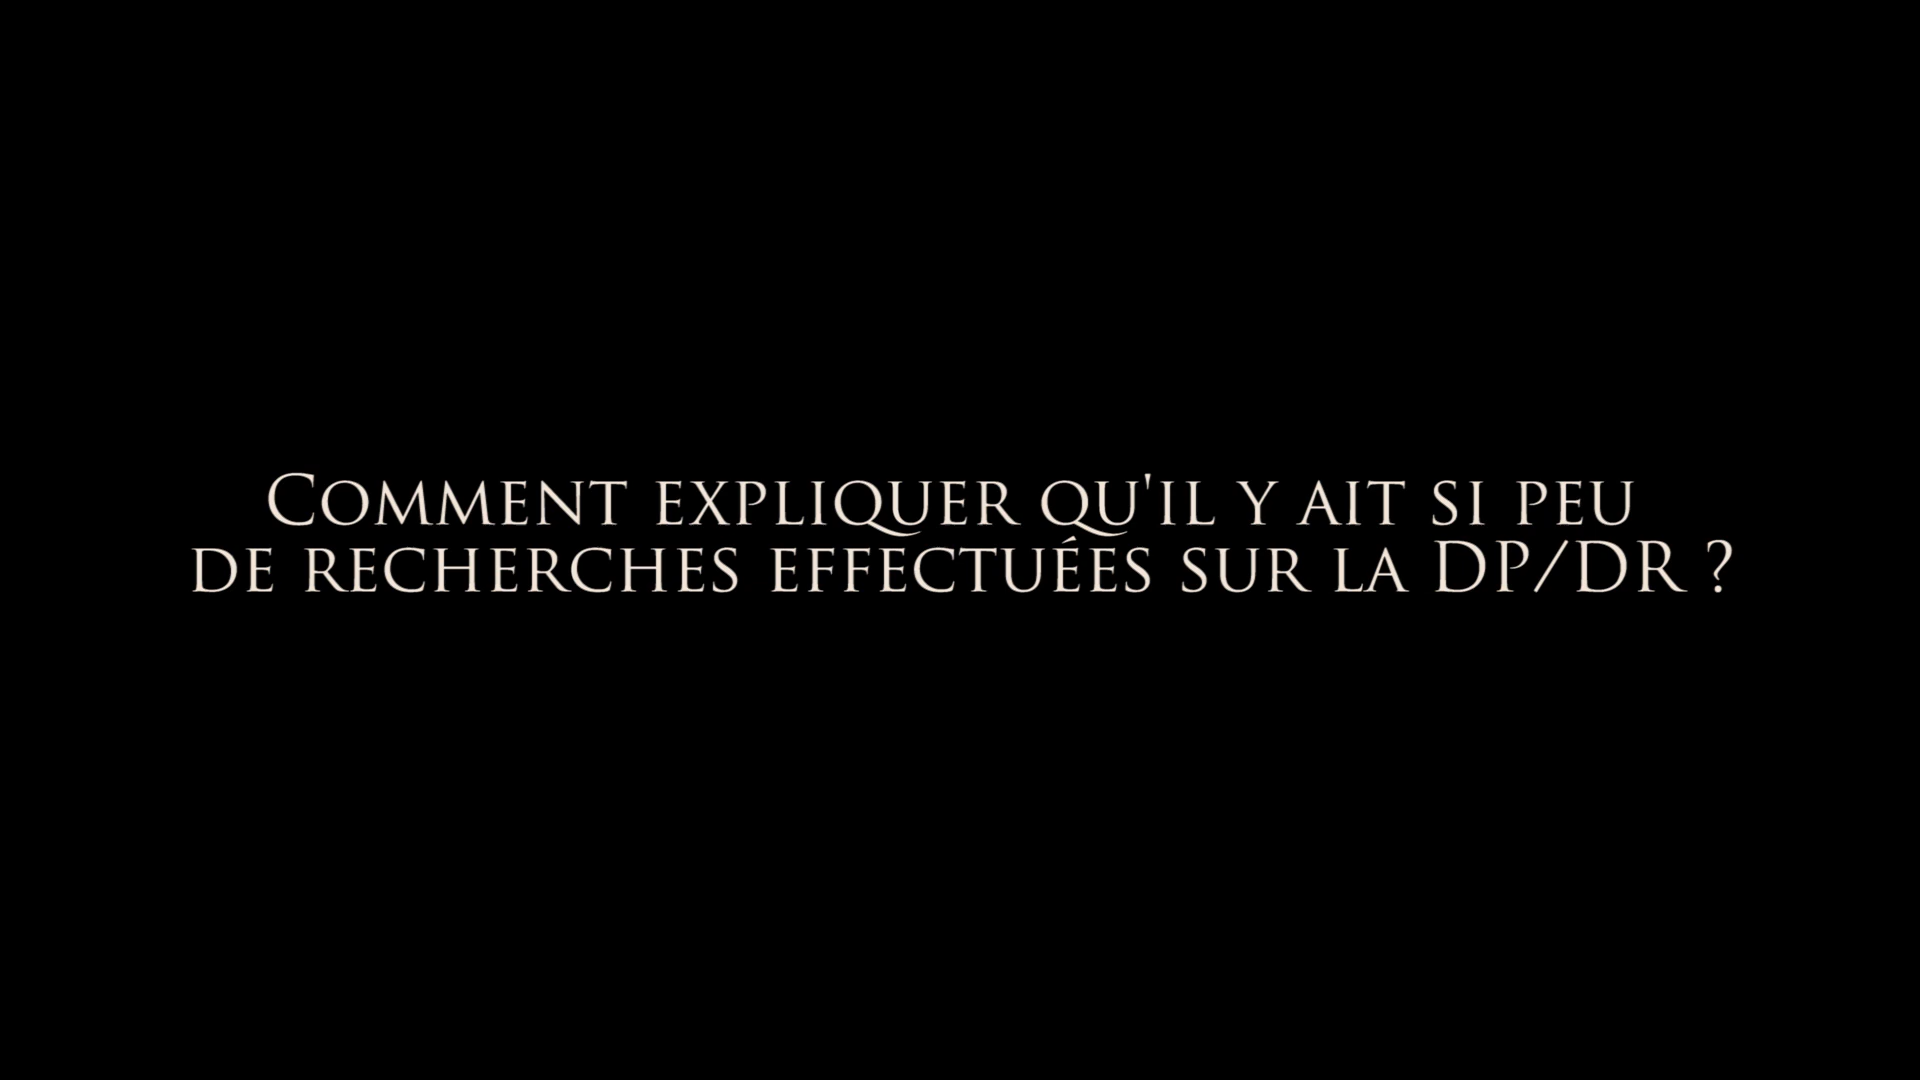 Comment expliquer qu'il y ait si peu
de recherches effectuées sur la DP/DR ?